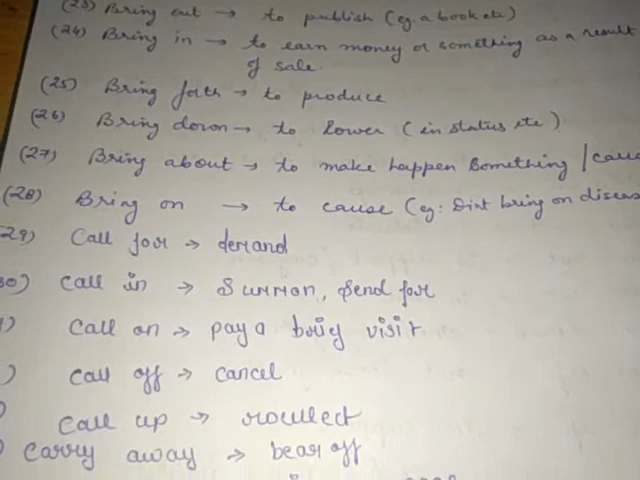 (23) Bring out → to publish (eg a book etc)
(24) Bring in → to earn money or something as a result
of sale.
(25) Bring forth → to produce
(26) Bring down → to lower (in status etc)
(27) Bring about → to make happen something /cause
(28) Bring on → to cause (eg: Dirt bring on diseas
29) Call for → demand
30) Call in → Summon, send for
) Call on → pay a brief visit
) Call off → cancel
) Call up → recollect
) Carry away → bear off